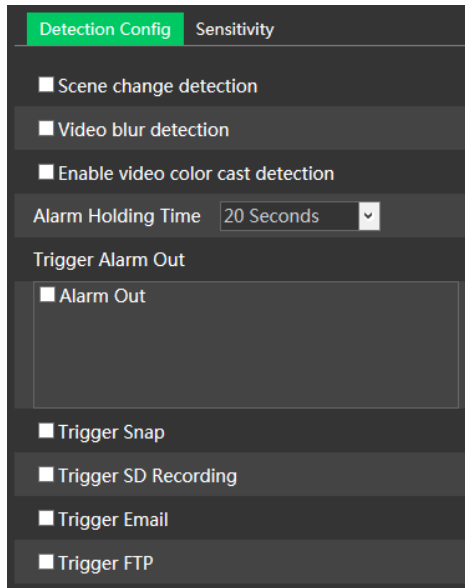 Detection Config Sensitivity
Scene change detection
Video blur detection
Enable video color cast detection
Alarm Holding Time 20 Seconds
Trigger Alarm Out
Alarm Out
Trigger Snap
Trigger SD Recording
Trigger Email
Trigger FTP